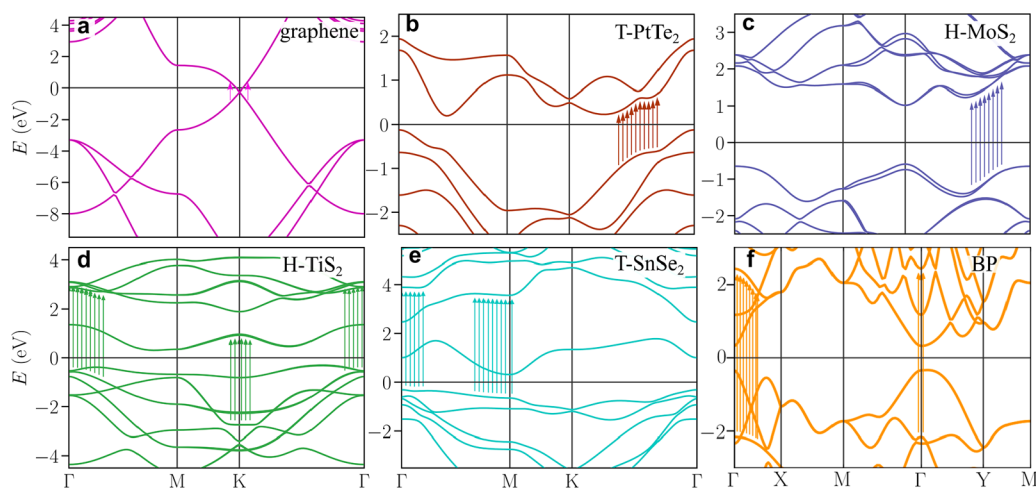 a
graphene
E (eV)
4
2
0
−2
−4
−6
−8
b
T-PtTe2
2
1
0
−1
−2
c
H-MoS2
3
2
1
0
−1
−2
d
H-TiS2
E (eV)
4
2
0
−2
−4
Γ M K Γ
e
T-SnSe2
4
2
0
−2
Γ M K Γ
f
BP
2
0
−2
Γ X M Γ Y M